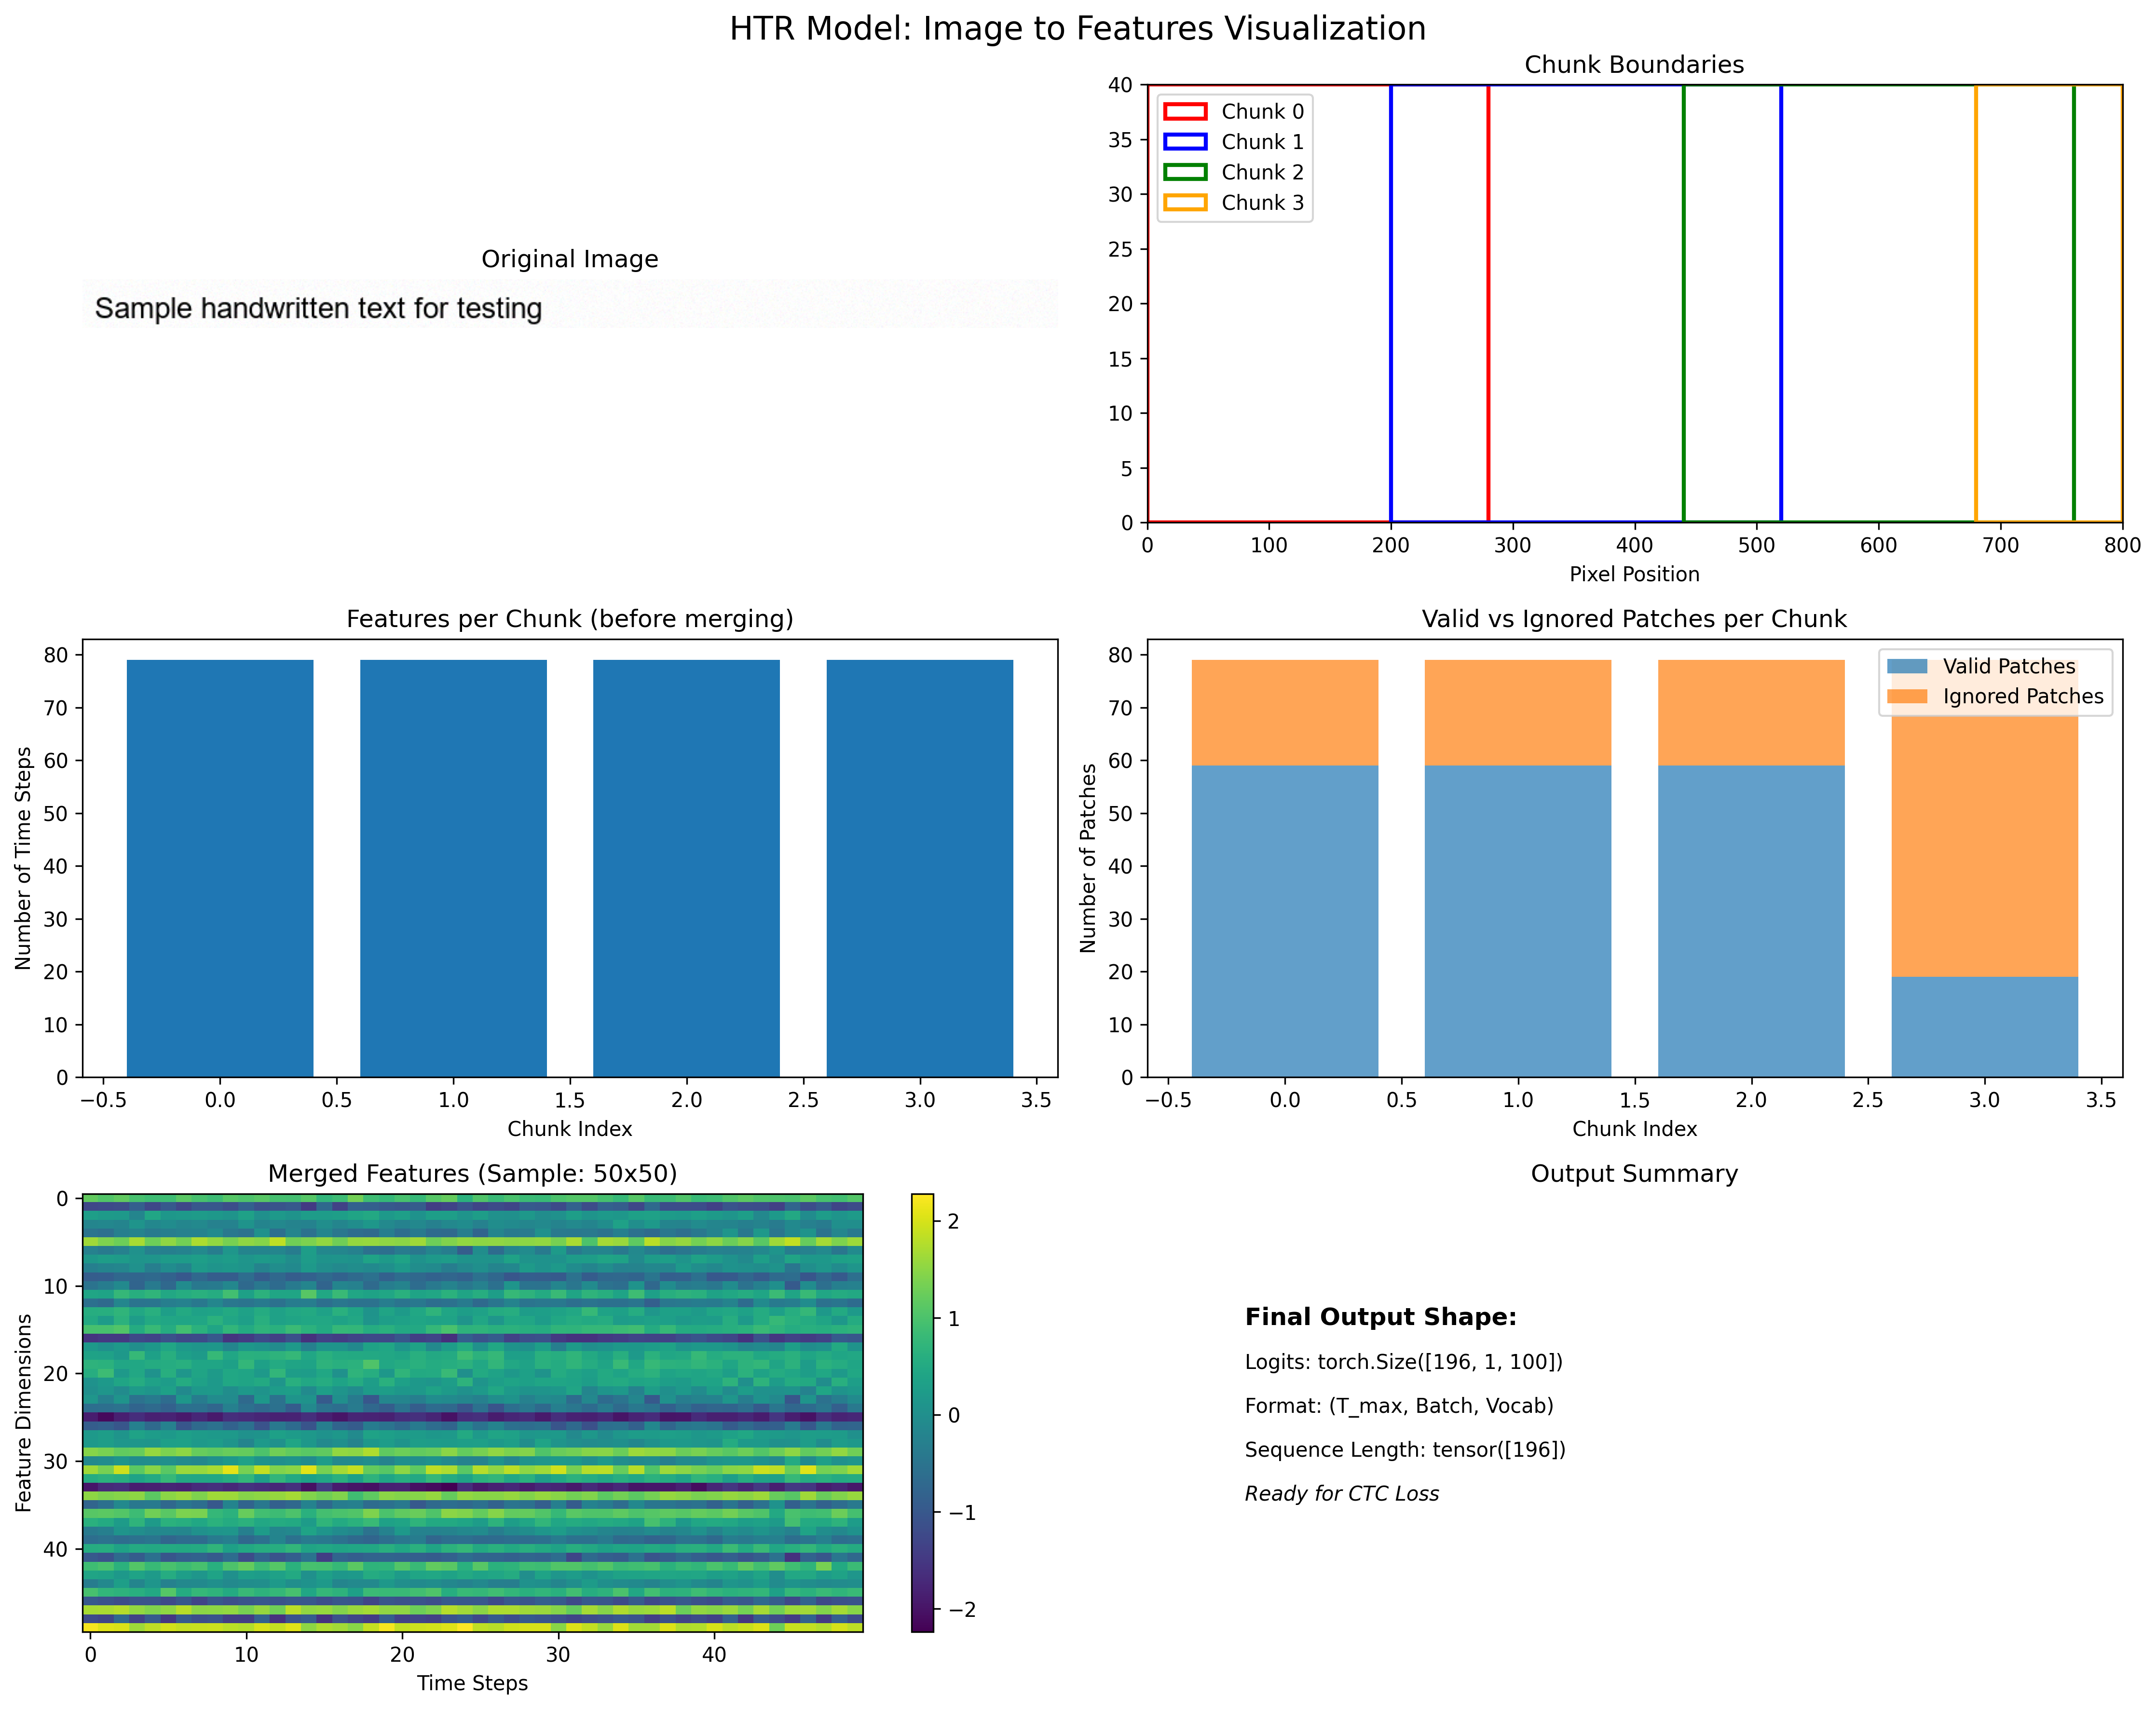 HTR Model: Image to Features Visualization
Original Image
Sample handwritten text for testing
Chunk Boundaries
40
35
30
25
20
15
10
5
0
Chunk 0
Chunk 1
Chunk 2
Chunk 3
0 100 200 300 400 500 600 700 800
Pixel Position
Features per Chunk (before merging)
Number of Time Steps
80
70
60
50
40
30
20
10
0
−0.5 0.0 0.5 1.0 1.5 2.0 2.5 3.0 3.5
Chunk Index
Valid vs Ignored Patches per Chunk
Number of Patches
80
70
60
50
40
30
20
10
0
Valid Patches
Ignored Patches
−0.5 0.0 0.5 1.0 1.5 2.0 2.5 3.0 3.5
Chunk Index
Merged Features (Sample: 50x50)
Feature Dimensions
0
10
20
30
40
0 10 20 30 40
Time Steps
2
1
0
−1
−2
Output Summary
Final Output Shape:
Logits: torch.Size([196, 1, 100])
Format: (T_max, Batch, Vocab)
Sequence Length: tensor([196])
Ready for CTC Loss